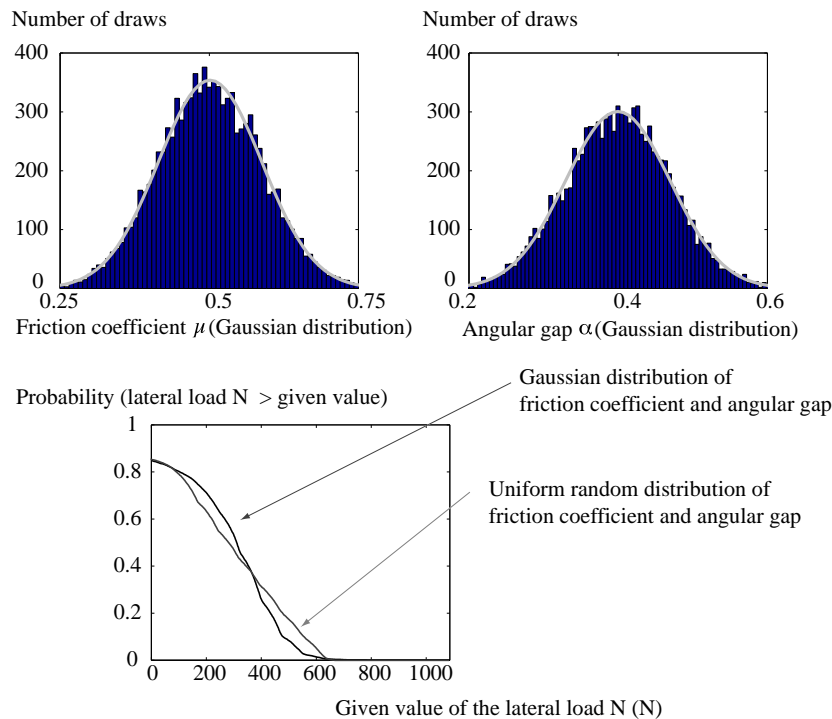 Number of draws
400
300
200
100
0
0.25
0.5
0.75
Friction coefficient μ (Gaussian distribution)
Number of draws
400
300
200
100
0
0.2
0.4
0.6
Angular gap α (Gaussian distribution)
Probability (lateral load N > given value)
1
0.8
0.6
0.4
0.2
0
0 200 400 600 800 1000
Given value of the lateral load N (N)
Gaussian distribution of
friction coefficient and angular gap
Uniform random distribution of
friction coefficient and angular gap